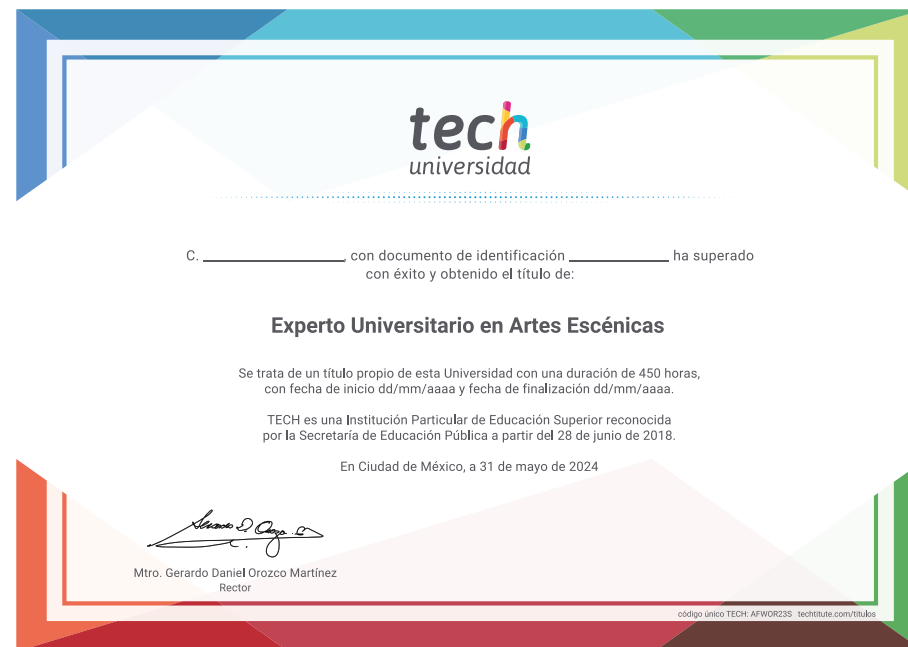 tech
universidad
C. ____________, con documento de identificación ____________ ha superado
con éxito y obtenido el título de:
Experto Universitario en Artes Escénicas
Se trata de un título propio de esta Universidad con una duración de 450 horas,
con fecha de inicio dd/mm/aaaa y fecha de finalización dd/mm/aaaa.
TECH es una Institución Particular de Educación Superior reconocida
por la Secretaría de Educación Pública a partir del 28 de junio de 2018.
En Ciudad de México, a 31 de mayo de 2024
Mtro. Gerardo Daniel Orozco Martínez
Rector
código único TECH: AFWOR23S techtitute.com/titulos